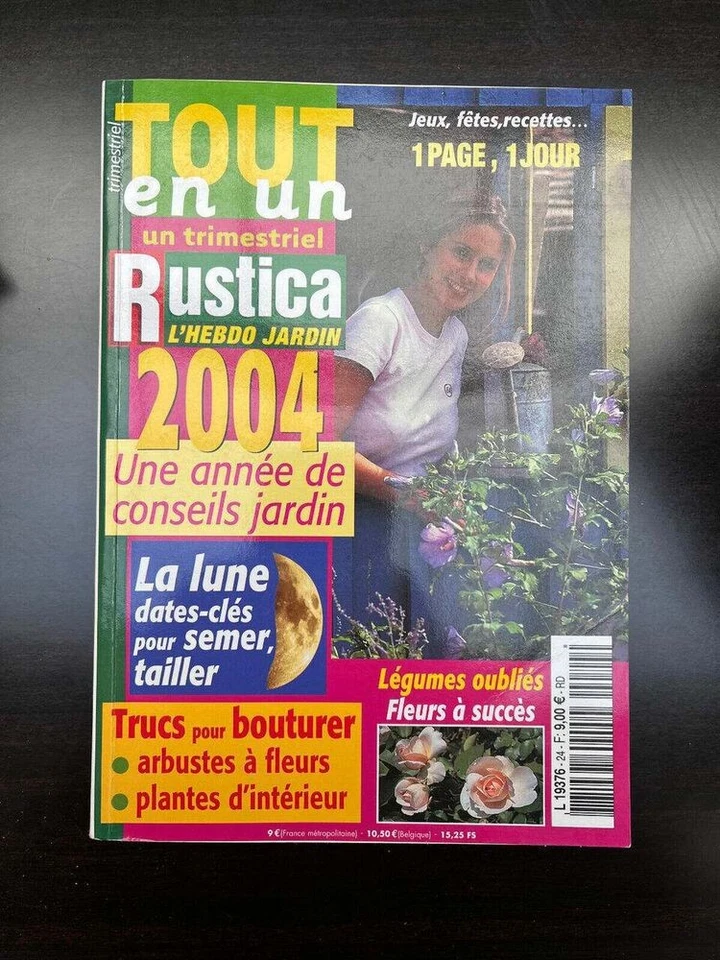 trimestriel
TOUT
en un
un trimestriel
Rustica
L'HEBDO JARDIN
2004
Une année de
conseils jardin
Jeux, fêtes,recettes...
1 PAGE , 1 JOUR
La lune
dates-clés
pour semer,
tailler
Trucs pour bouturer
• arbustes à fleurs
• plantes d'intérieur
Légumes oubliés
Fleurs à succès
L 19376 - 24 - F: 9,00 € - RD
9 €(France métropolitaine) - 10,50 €(Belgique) - 15,25 FS